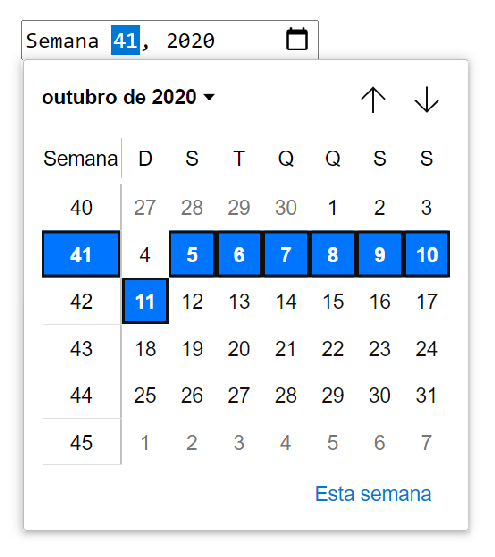 Semana 41, 2020
outubro de 2020
Semana D S T Q Q S S
40 27 28 29 30 1 2 3
41 4 5 6 7 8 9 10
42 11 12 13 14 15 16 17
43 18 19 20 21 22 23 24
44 25 26 27 28 29 30 31
45 1 2 3 4 5 6 7
Esta semana